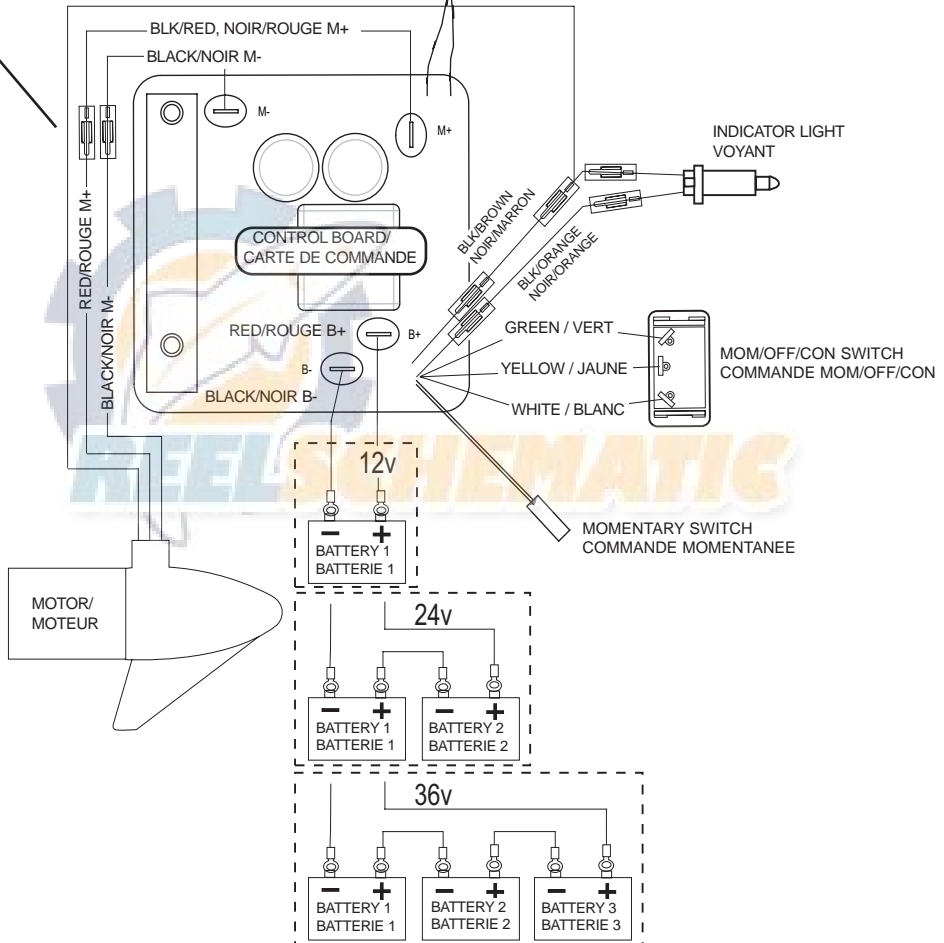 BLK/RED, NOIR/ROUGE M+
BLACK/NOIR M-
M-
M+
INDICATOR LIGHT
VOYANT
BLK/BROWN
NOIR/MARRON
BLK/ORANGE
NOIR/ORANGE
RED/ROUGE M+
BLACK/NOIR M-
CONTROL BOARD/
CARTE DE COMMANDE
RED/ROUGE B+
B+
B-
BLACK/NOIR B-
GREEN / VERT
YELLOW / JAUNE
WHITE / BLANC
MOM/OFF/CON SWITCH
COMMANDE MOM/OFF/CON
REELSCHEMATIC
MOMENTARY SWITCH
COMMANDE MOMENTANEE
12v
– +
BATTERY 1
BATTERIE 1
MOTOR/
MOTEUR
24v
– +
BATTERY 1
BATTERIE 1
– +
BATTERY 2
BATTERIE 2
36v
– +
BATTERY 1
BATTERIE 1
– +
BATTERY 2
BATTERIE 2
– +
BATTERY 3
BATTERIE 3